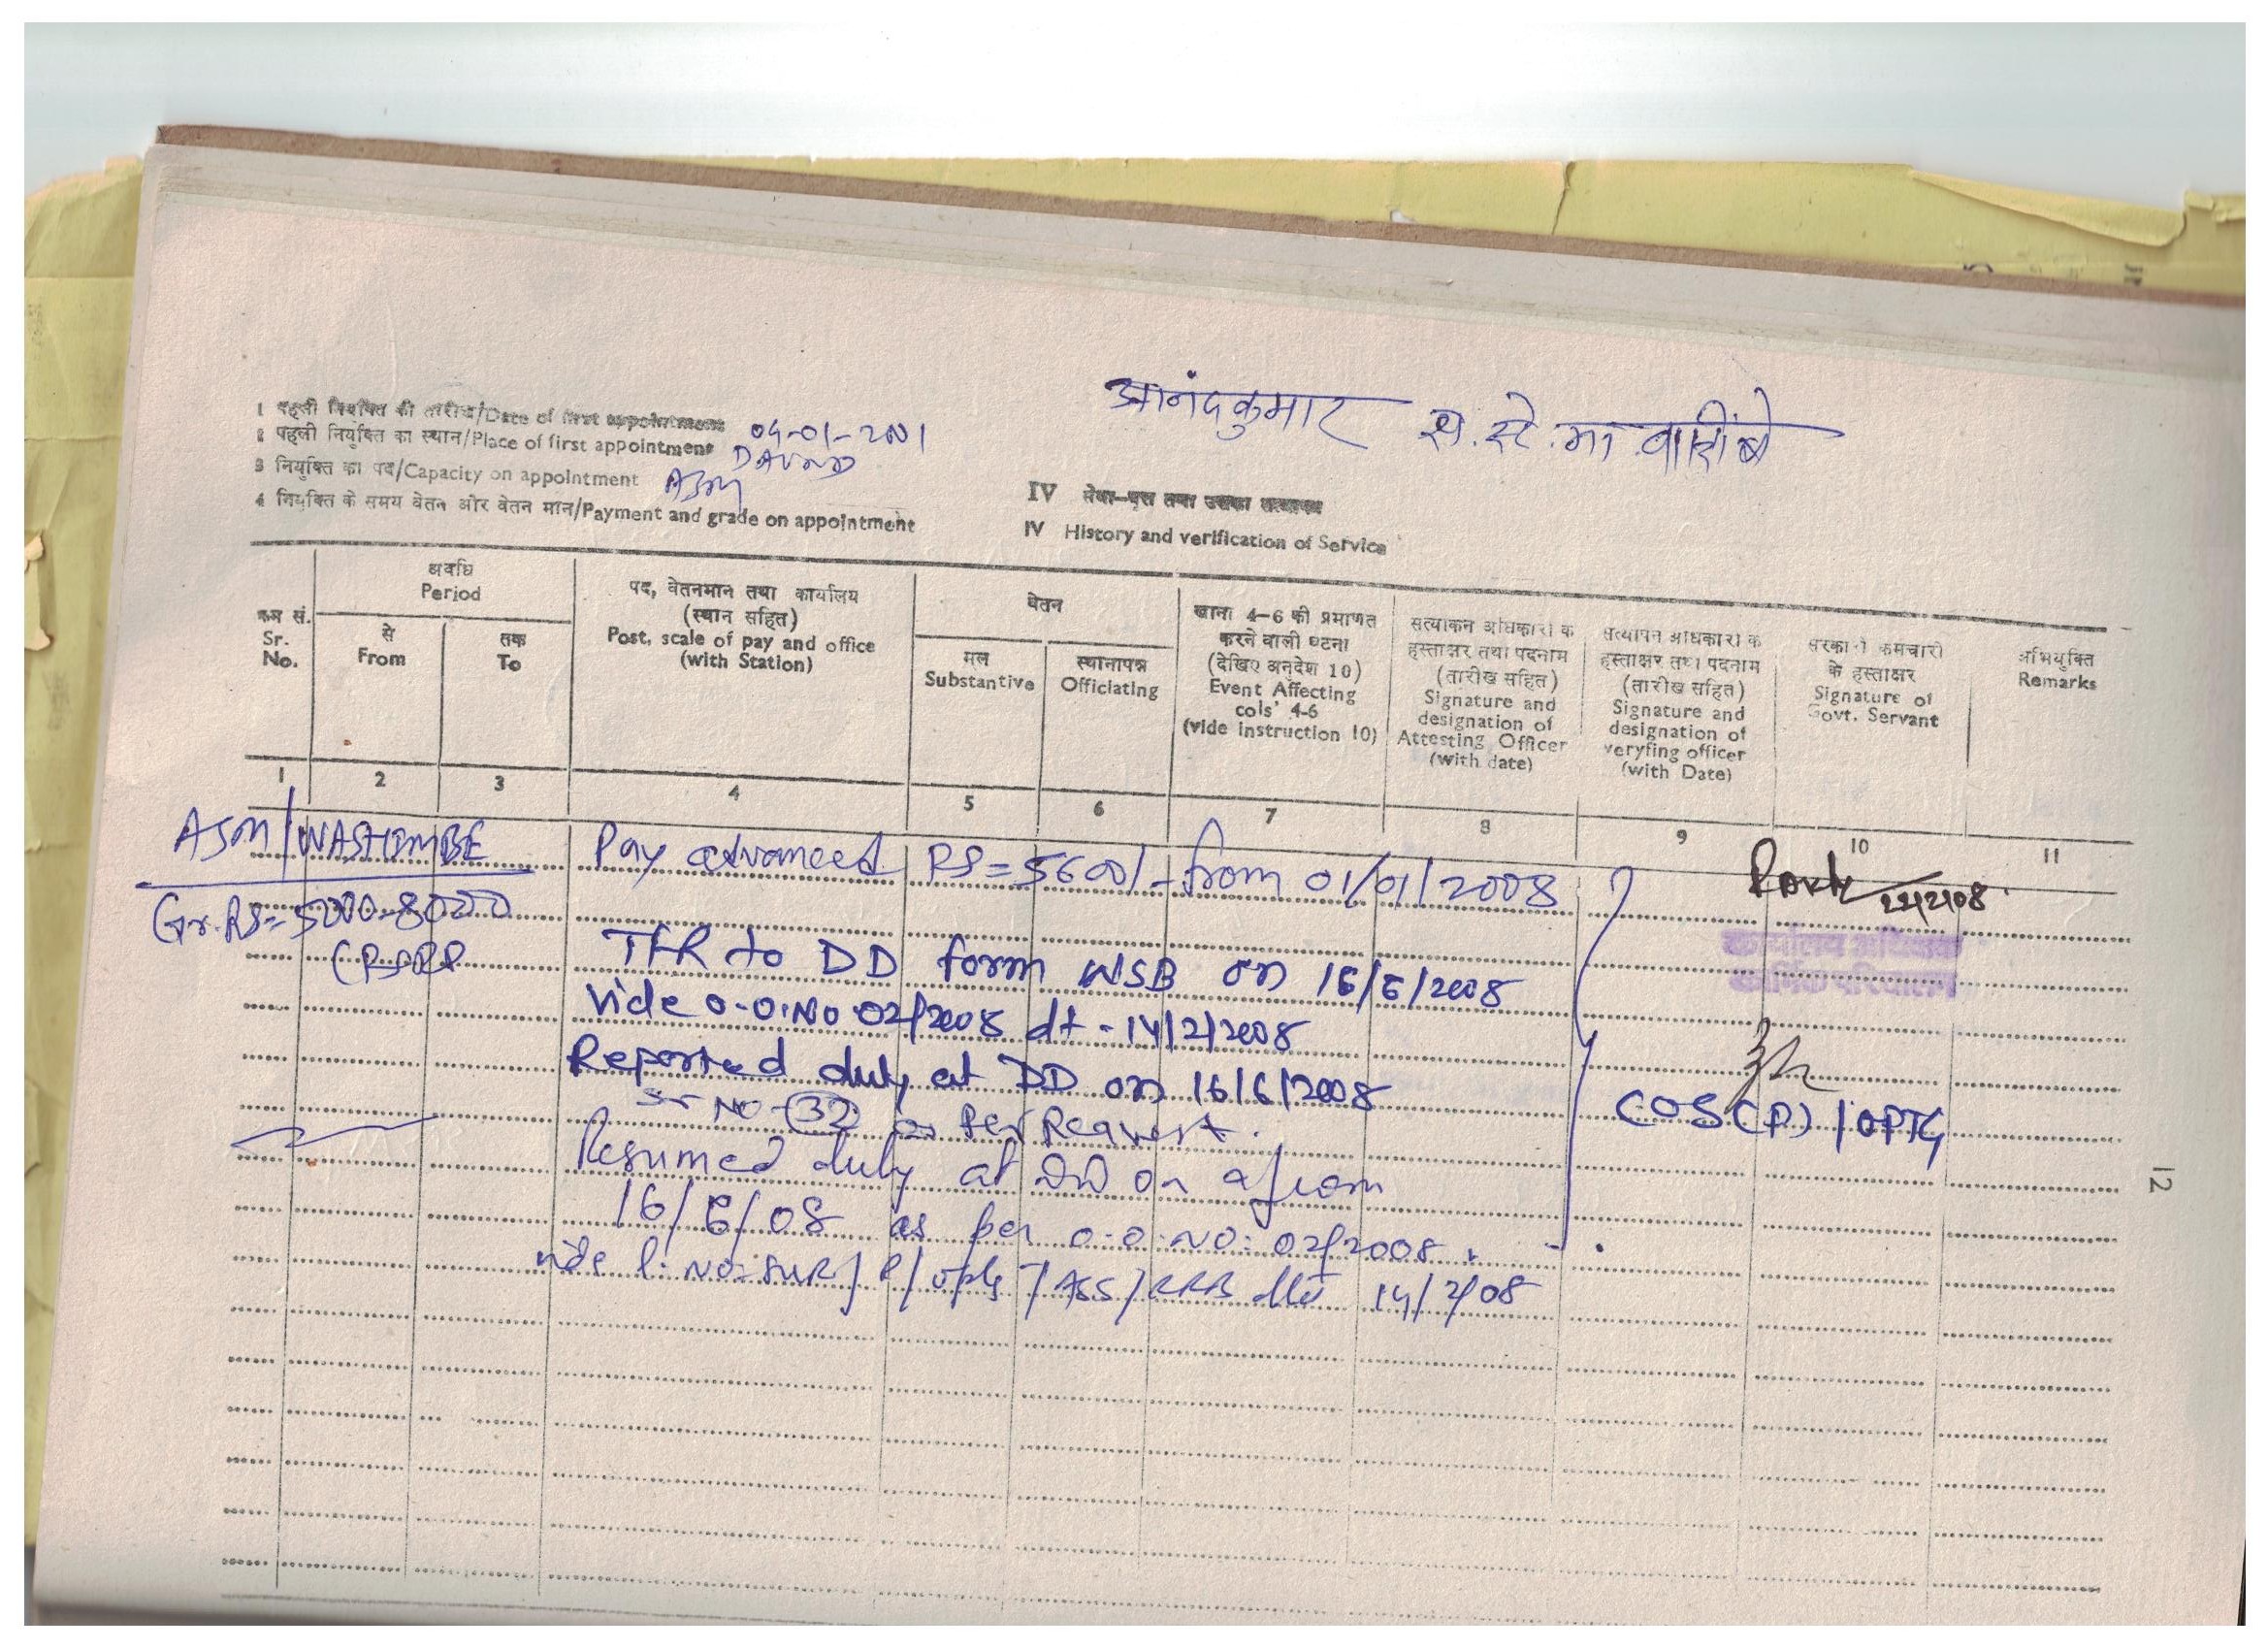 1 पहली नियुक्ति की तारीख/Date of first appointment 04-01-2001
2 पहली नियुक्ति का स्थान/Place of first appointment DAUND
3 नियुक्ति का पद/Capacity on appointment ASM
4 नियुक्ति के समय वेतन और वेतन मान/Payment and grade on appointment
आनंदकुमार स.स्टे.मा वाशींबे
IV सेवा-वृत्त तथा उसका सत्यापन
IV History and verification of Service
क्रम सं. Sr. No.
अवधि Period
से From
तक To
पद, वेतनमान तथा कार्यालय (स्थान सहित) Post, scale of pay and office (with Station)
वेतन
मूल Substantive
स्थानापन्न Officiating
खाना 4-6 की प्रमाणत करने वाली घटना (देखिए अनुदेश 10) Event Affecting cols' 4-6 (vide instruction 10)
सत्याकन अधिकारी क हस्ताक्षर तथा पदनाम (तारीख सहित) Signature and designation of Attesting Officer (with date)
सत्यापन अधिकारी क हस्ताक्षर तथा पदनाम (तारीख सहित) Signature and designation of veryfing officer (with Date)
सरकारी कर्मचारी के हस्ताक्षर Signature of Govt. Servant
अभियुक्ति Remarks
1 2 3 4 5 6 7 8 9 10 11
ASM/WASHIMBE Pay advanced RS=5600/- from 01/01/2008
22/2/08
Gr.RS=5000-8000
(RSRP
कार्यालय अधिक्षक
कार्मिक परिचालन
TFR to DD form WSB on 16/6/2008
Vide O.O.NO 02/2008 dt-14/2/2008
Reported duty at DD on 16/6/2008
Sr NO-32 as Per Request.
COS(P)/OPTG
Resumed duty at DD on a/from
16/6/08 as per O.O.NO: 02/2008.
vide l. NO: SUR/P/optg/ASS/RRB dtd 14/2/08
12